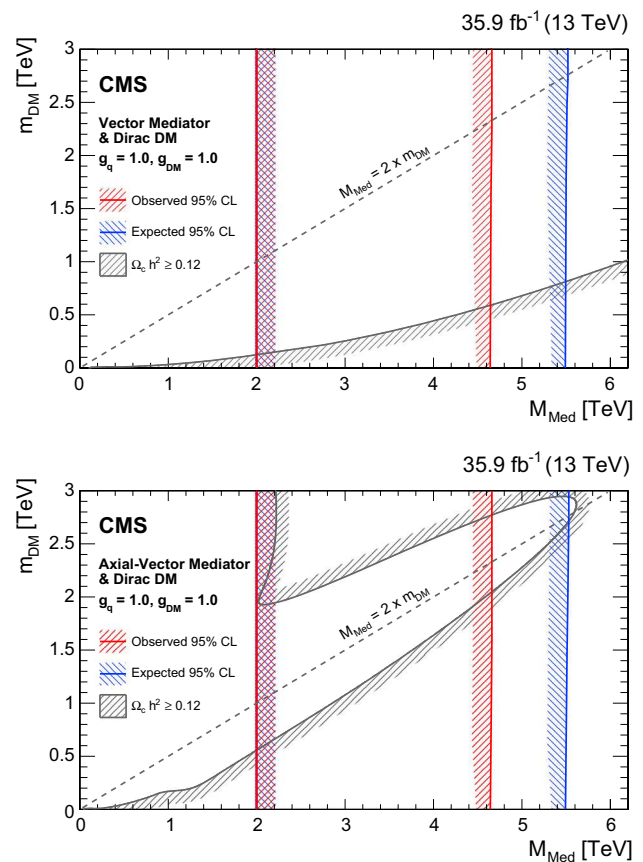 35.9 fb⁻¹ (13 TeV)
m_DM [TeV]
3
2.5
2
1.5
1
0.5
0
CMS
Vector Mediator
& Dirac DM
g_q = 1.0, g_DM = 1.0
Observed 95% CL
Expected 95% CL
Ω_c h² ≥ 0.12
M_Med = 2 x m_DM
0 1 2 3 4 5 6
M_Med [TeV]
35.9 fb⁻¹ (13 TeV)
m_DM [TeV]
3
2.5
2
1.5
1
0.5
0
CMS
Axial-Vector Mediator
& Dirac DM
g_q = 1.0, g_DM = 1.0
Observed 95% CL
Expected 95% CL
Ω_c h² ≥ 0.12
M_Med = 2 x m_DM
0 1 2 3 4 5 6
M_Med [TeV]